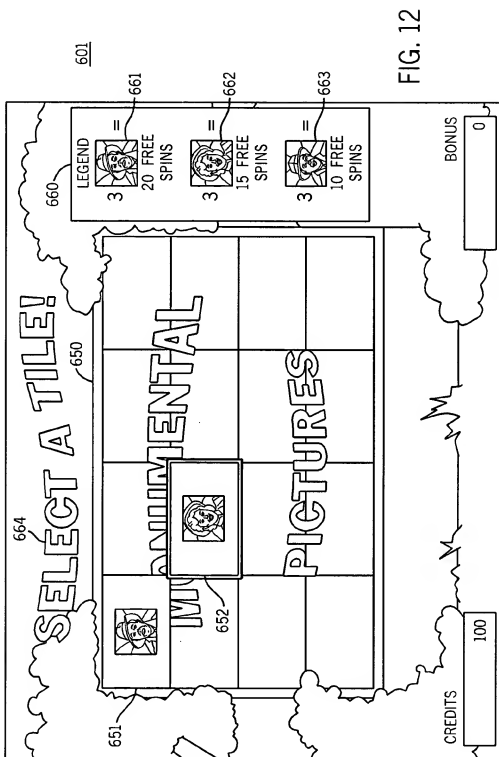 601
SELECT A TILE!
664
650
660
LEGEND
3 =
661
20 FREE
SPINS
3 =
662
15 FREE
SPINS
3 =
663
10 FREE
SPINS
651
652
MONUMENTAL
PICTURES
CREDITS
100
BONUS
0
FIG. 12